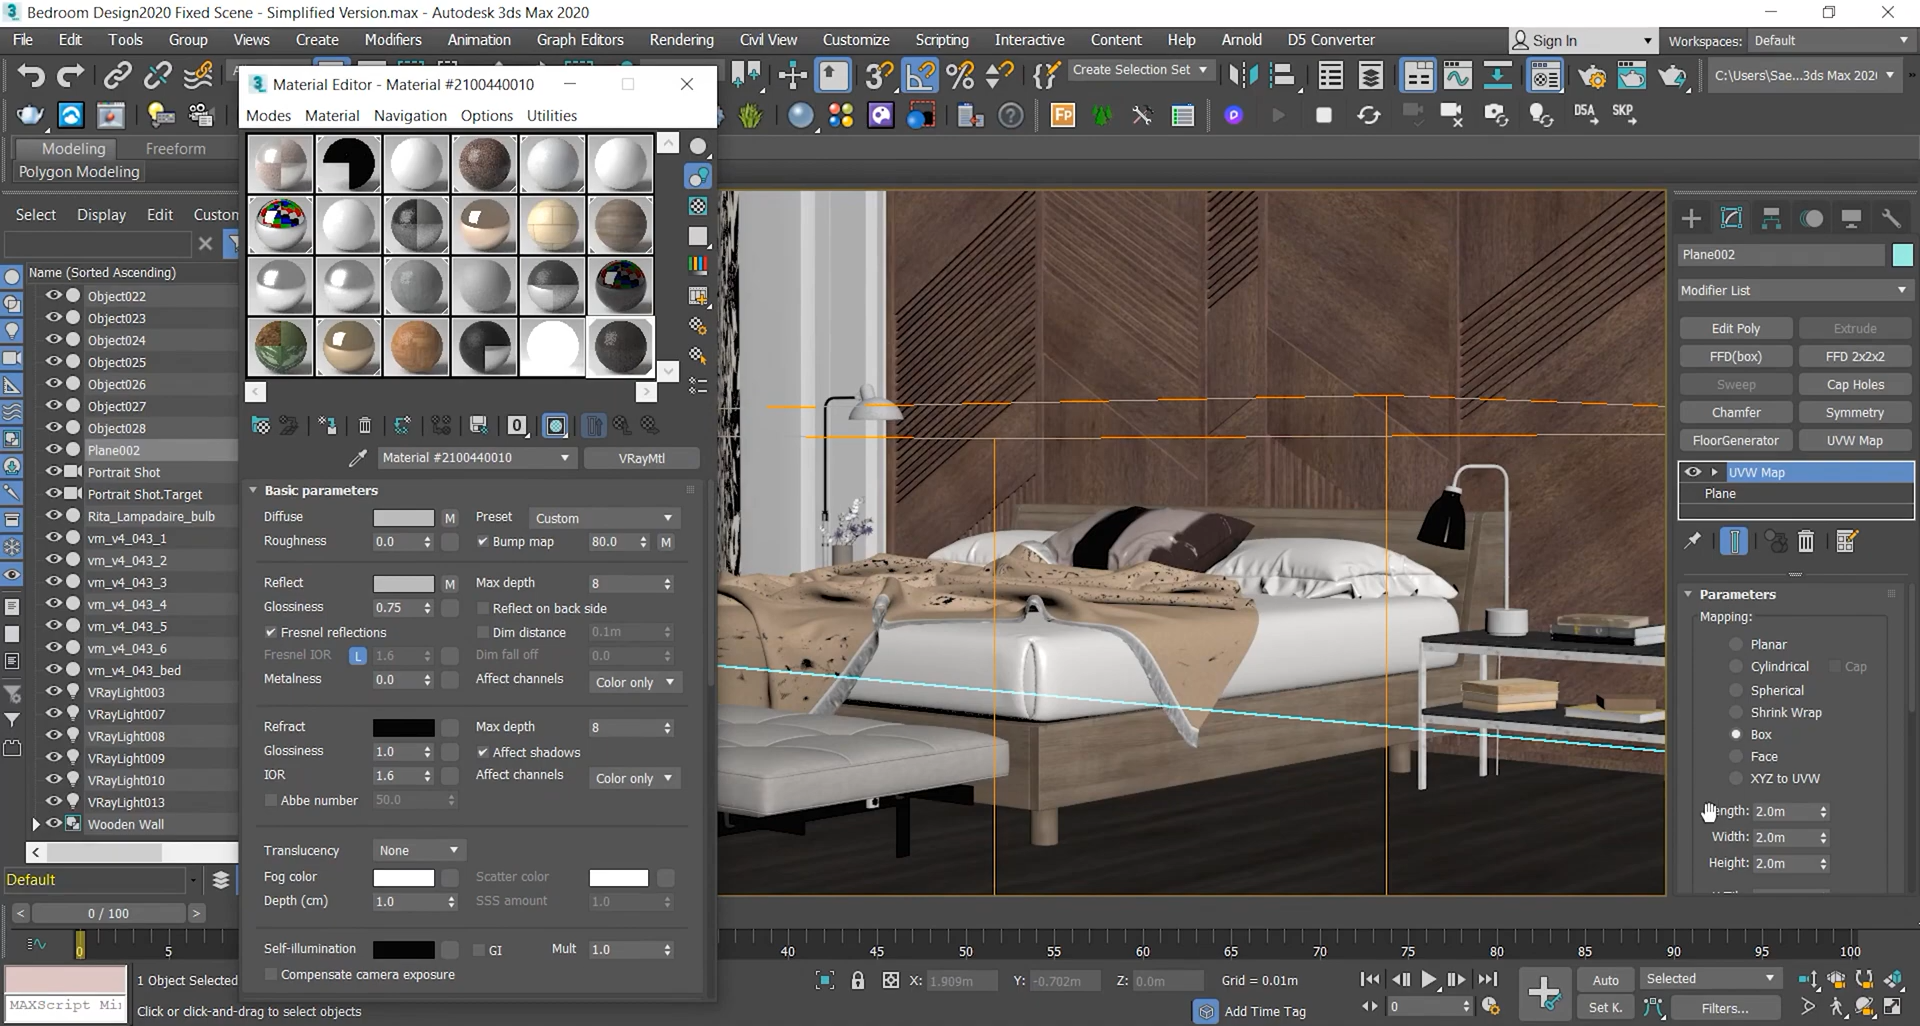 Bedroom Design2020 Fixed Scene - Simplified Version.max - Autodesk 3ds Max 2020
File Edit Tools Group Views Create Modifiers Animation Graph Editors Rendering Civil View Customize Scripting Interactive Content Help Arnold D5 Converter
Sign In Workspaces: Default
Create Selection Set
C:\Users\Sae...3ds Max 202
DSA SKP
Modeling Freeform
Polygon Modeling
Select Display Edit Custon
Name (Sorted Ascending)
Object022
Object023
Object024
Object025
Object026
Object027
Object028
Plane002
Portrait Shot
Portrait Shot.Target
Rita_Lampadaire_bulb
vm_v4_043_1
vm_v4_043_2
vm_v4_043_3
vm_v4_043_4
vm_v4_043_5
vm_v4_043_6
vm_v4_043_bed
VRayLight003
VRayLight007
VRayLight008
VRayLight009
VRayLight010
VRayLight013
Wooden Wall
Default
0 / 100
Material Editor - Material #2100440010
Modes Material Navigation Options Utilities
Material #2100440010 VRayMtl
Basic parameters
Diffuse M Preset Custom
Roughness 0.0 Bump map 80.0 M
Reflect M Max depth 8
Glossiness 0.75 Reflect on back side
Fresnel reflections Dim distance 0.1m
Fresnel IOR L 1.6 Dim fall off 0.0
Metalness 0.0 Affect channels Color only
Refract Max depth 8
Glossiness 1.0 Affect shadows
IOR 1.6 Affect channels Color only
Abbe number 50.0
Translucency None
Fog color Scatter color
Depth (cm) 1.0 SSS amount 1.0
Self-illumination GI Mult 1.0
Compensate camera exposure
Plane002
Modifier List
Edit Poly Extrude
FFD(box) FFD 2x2x2
Sweep Cap Holes
Chamfer Symmetry
FloorGenerator UVW Map
UVW Map
Plane
Parameters
Mapping:
Planar
Cylindrical Cap
Spherical
Shrink Wrap
Box
Face
XYZ to UVW
ength: 2.0m
Width: 2.0m
Height: 2.0m
0 5 40 45 50 55 60 65 70 75 80 85 90 95 100
1 Object Selected
X: 1.909m Y: -0.702m Z: 0.0m Grid = 0.01m
Auto Selected
MAXScript Mi
Click or click-and-drag to select objects
Add Time Tag
0
Set K. Filters...